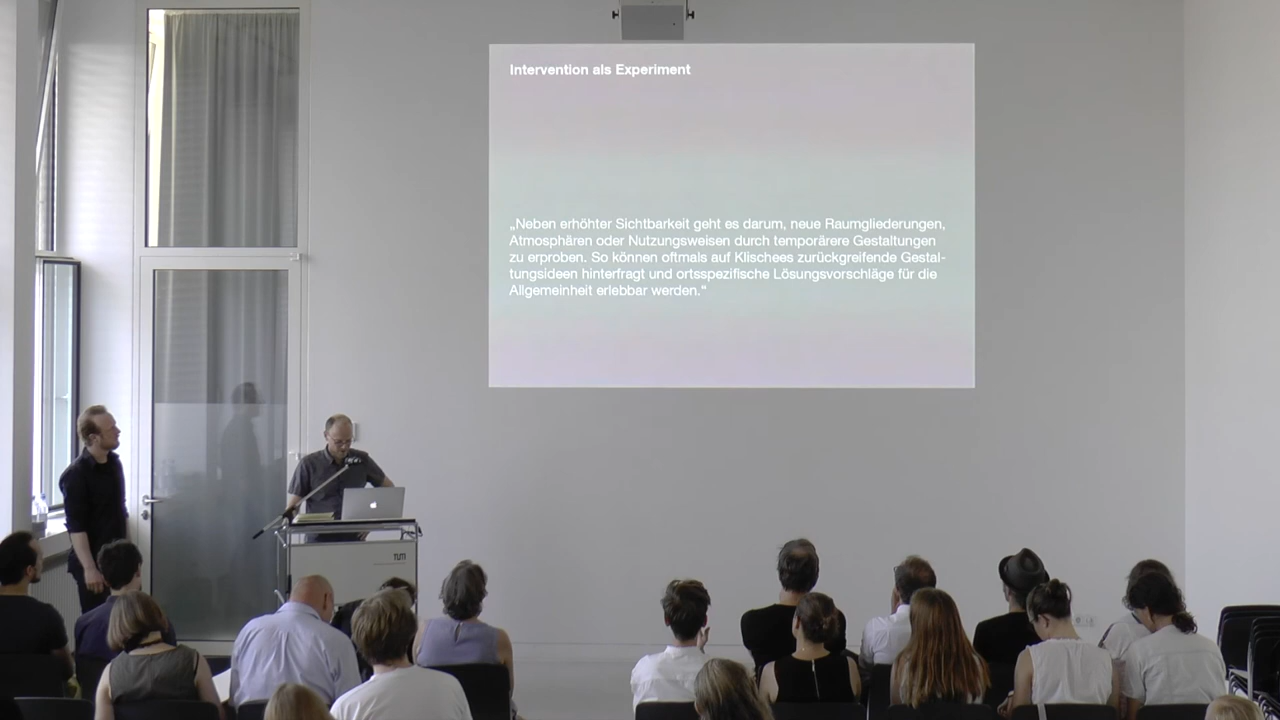 Intervention als Experiment
„Neben erhöhter Sichtbarkeit geht es darum, neue Raumgliederungen,
Atmosphären oder Nutzungsweisen durch temporärere Gestaltungen
zu erproben. So können oftmals auf Klischees zurückgreifende Gestal-
tungsideen hinterfragt und ortsspezifische Lösungsvorschläge für die
Allgemeinheit erlebbar werden.“
TUM